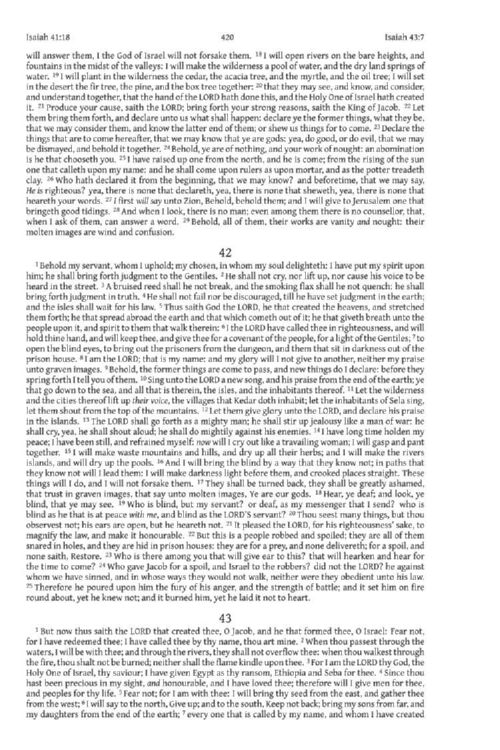 Isaiah 41:18 420 Isaiah 43:7
will answer them, I the God of Israel will not forsake them. 18 I will open rivers on the bare heights, and
fountains in the midst of the valleys: I will make the wilderness a pool of water, and the dry land springs of
water. 19 I will plant in the wilderness the cedar, the acacia tree, and the myrtle, and the oil tree; I will set
in the desert the fir tree, the pine, and the box tree together: 20 that they may see, and know, and consider,
and understand together, that the hand of the LORD hath done this, and the Holy One of Israel hath created
it. 21 Produce your cause, saith the LORD; bring forth your strong reasons, saith the King of Jacob. 22 Let
them bring them forth, and declare unto us what shall happen: declare ye the former things, what they be,
that we may consider them, and know the latter end of them; or shew us things for to come. 23 Declare the
things that are to come hereafter, that we may know that ye are gods: yea, do good, or do evil, that we may
be dismayed, and behold it together. 24 Behold, ye are of nothing, and your work of nought: an abomination
is he that chooseth you. 25 I have raised up one from the north, and he is come; from the rising of the sun
one that calleth upon my name: and he shall come upon rulers as upon mortar, and as the potter treadeth
clay. 26 Who hath declared it from the beginning, that we may know? and beforetime, that we may say,
He is righteous? yea, there is none that declareth, yea, there is none that sheweth, yea, there is none that
heareth your words. 27 I first will say unto Zion, Behold, behold them; and I will give to Jerusalem one that
bringeth good tidings. 28 And when I look, there is no man; even among them there is no counsellor, that,
when I ask of them, can answer a word. 29 Behold, all of them, their works are vanity and nought: their
molten images are wind and confusion.
42
1 Behold my servant, whom I uphold; my chosen, in whom my soul delighteth: I have put my spirit upon
him; he shall bring forth judgment to the Gentiles. 2 He shall not cry, nor lift up, nor cause his voice to be
heard in the street. 3 A bruised reed shall he not break, and the smoking flax shall he not quench: he shall
bring forth judgment in truth. 4 He shall not fail nor be discouraged, till he have set judgment in the earth;
and the isles shall wait for his law. 5 Thus saith God the LORD, he that created the heavens, and stretched
them forth; he that spread abroad the earth and that which cometh out of it; he that giveth breath unto the
people upon it, and spirit to them that walk therein: 6 I the LORD have called thee in righteousness, and will
hold thine hand, and will keep thee, and give thee for a covenant of the people, for a light of the Gentiles; 7 to
open the blind eyes, to bring out the prisoners from the dungeon, and them that sit in darkness out of the
prison house. 8 I am the LORD; that is my name: and my glory will I not give to another, neither my praise
unto graven images. 9 Behold, the former things are come to pass, and new things do I declare: before they
spring forth I tell you of them. 10 Sing unto the LORD a new song, and his praise from the end of the earth; ye
that go down to the sea, and all that is therein, the isles, and the inhabitants thereof. 11 Let the wilderness
and the cities thereof lift up their voice, the villages that Kedar doth inhabit; let the inhabitants of Sela sing,
let them shout from the top of the mountains. 12 Let them give glory unto the LORD, and declare his praise
in the islands. 13 The LORD shall go forth as a mighty man; he shall stir up jealousy like a man of war: he
shall cry, yea, he shall shout aloud; he shall do mightily against his enemies. 14 I have long time holden my
peace; I have been still, and refrained myself: now will I cry out like a travailing woman; I will gasp and pant
together. 15 I will make waste mountains and hills, and dry up all their herbs; and I will make the rivers
islands, and will dry up the pools. 16 And I will bring the blind by a way that they know not; in paths that
they know not will I lead them: I will make darkness light before them, and crooked places straight. These
things will I do, and I will not forsake them. 17 They shall be turned back, they shall be greatly ashamed,
that trust in graven images, that say unto molten images, Ye are our gods. 18 Hear, ye deaf; and look, ye
blind, that ye may see. 19 Who is blind, but my servant? or deaf, as my messenger that I send? who is
blind as he that is at peace with me, and blind as the LORD'S servant? 20 Thou seest many things, but thou
observest not; his ears are open, but he heareth not. 21 It pleased the LORD, for his righteousness' sake, to
magnify the law, and make it honourable. 22 But this is a people robbed and spoiled; they are all of them
snared in holes, and they are hid in prison houses: they are for a prey, and none delivereth; for a spoil, and
none saith, Restore. 23 Who is there among you that will give ear to this? that will hearken and hear for
the time to come? 24 Who gave Jacob for a spoil, and Israel to the robbers? did not the LORD? he against
whom we have sinned, and in whose ways they would not walk, neither were they obedient unto his law.
25 Therefore he poured upon him the fury of his anger, and the strength of battle; and it set him on fire
round about, yet he knew not; and it burned him, yet he laid it not to heart.
43
1 But now thus saith the LORD that created thee, O Jacob, and he that formed thee, O Israel: Fear not,
for I have redeemed thee; I have called thee by thy name, thou art mine. 2 When thou passest through the
waters, I will be with thee; and through the rivers, they shall not overflow thee: when thou walkest through
the fire, thou shalt not be burned; neither shall the flame kindle upon thee. 3 For I am the LORD thy God, the
Holy One of Israel, thy saviour; I have given Egypt as thy ransom, Ethiopia and Seba for thee. 4 Since thou
hast been precious in my sight, and honourable, and I have loved thee; therefore will I give men for thee,
and peoples for thy life. 5 Fear not; for I am with thee: I will bring thy seed from the east, and gather thee
from the west; 6 I will say to the north, Give up; and to the south, Keep not back; bring my sons from far, and
my daughters from the end of the earth; 7 every one that is called by my name, and whom I have created